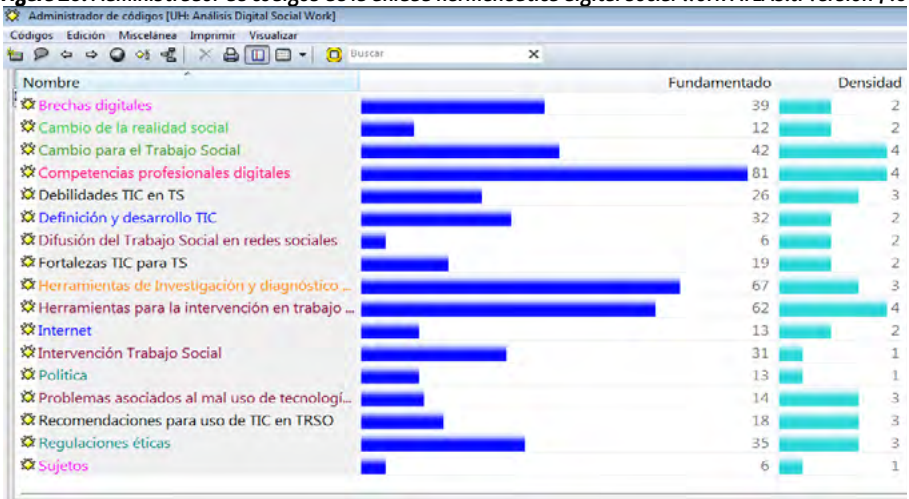 Administrador de códigos [UH: Análisis Digital Social Work]
Códigos Edición Miscelánea Imprimir Visualizar
Buscar
Nombre Fundamentado Densidad
Brechas digitales 39 2
Cambio de la realidad social 12 2
Cambio para el Trabajo Social 42 4
Competencias profesionales digitales 81 4
Debilidades TIC en TS 26 3
Definición y desarrollo TIC 32 2
Difusión del Trabajo Social en redes sociales 6 2
Fortalezas TIC para TS 19 2
Herramientas de Investigación y diagnóstico ... 67 3
Herramientas para la intervención en trabajo ... 62 4
Internet 13 2
Intervención Trabajo Social 31 1
Política 13 1
Problemas asociados al mal uso de tecnologí... 14 3
Recomendaciones para uso de TIC en TRSO 18 3
Regulaciones éticas 35 3
Sujetos 6 1